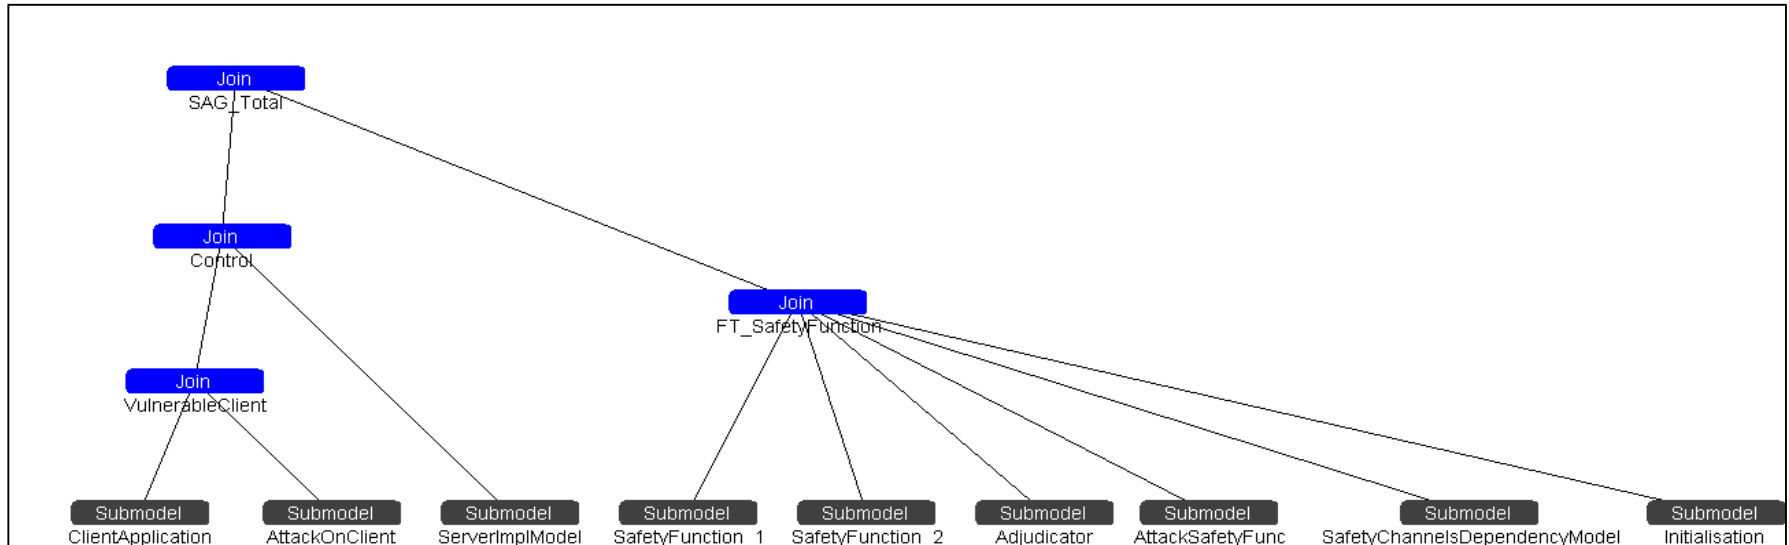 Join
SAG_Total
Join
Control
Join
FT_SafetyFunction
Join
VulnerableClient
Submodel Submodel Submodel Submodel Submodel Submodel Submodel Submodel Submodel
ClientApplication AttackOnClient ServerImplModel SafetyFunction_1 SafetyFunction_2 Adjudicator AttackSafetyFunc SafetyChannelsDependencyModel Initialisation